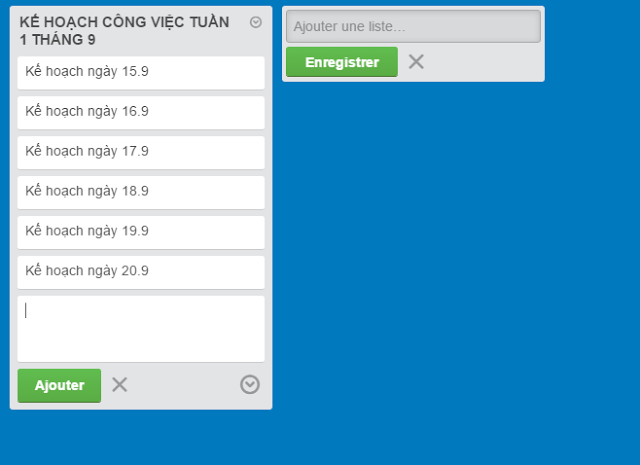 KẾ HOẠCH CÔNG VIỆC TUẦN
1 THÁNG 9
Kế hoạch ngày 15.9
Kế hoạch ngày 16.9
Kế hoạch ngày 17.9
Kế hoạch ngày 18.9
Kế hoạch ngày 19.9
Kế hoạch ngày 20.9
Ajouter
Ajouter une liste…
Enregistrer